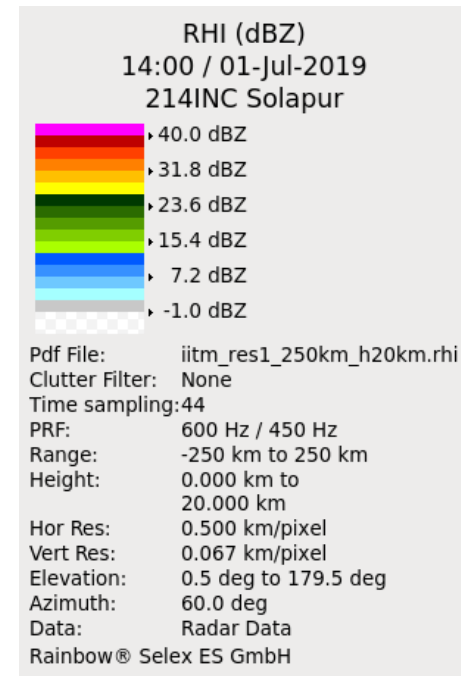 RHI (dBZ)
14:00 / 01-Jul-2019
214INC Solapur
40.0 dBZ
31.8 dBZ
23.6 dBZ
15.4 dBZ
7.2 dBZ
-1.0 dBZ
Pdf File: iitm_res1_250km_h20km.rhi
Clutter Filter: None
Time sampling:44
PRF: 600 Hz / 450 Hz
Range: -250 km to 250 km
Height: 0.000 km to
20.000 km
Hor Res: 0.500 km/pixel
Vert Res: 0.067 km/pixel
Elevation: 0.5 deg to 179.5 deg
Azimuth: 60.0 deg
Data: Radar Data
Rainbow® Selex ES GmbH